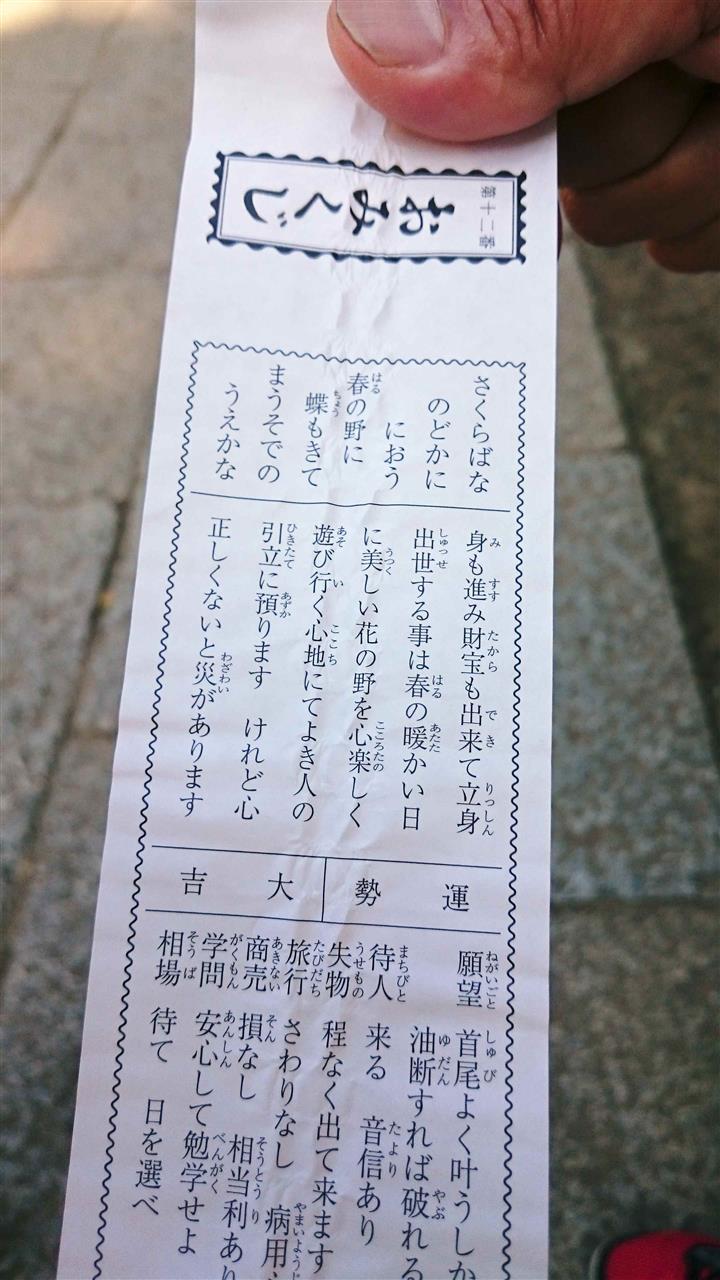 第十二番
おみくじ
さくらばな
のどかに
におう
春の野に
蝶もきて
まうそでの
うえかな
身も進み財宝も出来て立身
出世する事は春の暖かい日
に美しい花の野を心楽しく
遊び行く心地にてよき人の
引立に預ります けれど心
正しくないと災があります
運勢
大吉
願望 首尾よく叶うしか
油断すれば破れる
待人 来る 音信あり
失物 程なく出て来ます
旅行 さわりなし 病用
商売 損なし 相当利あり
学問 安心して勉学せよ
相場 待て 日を選べ